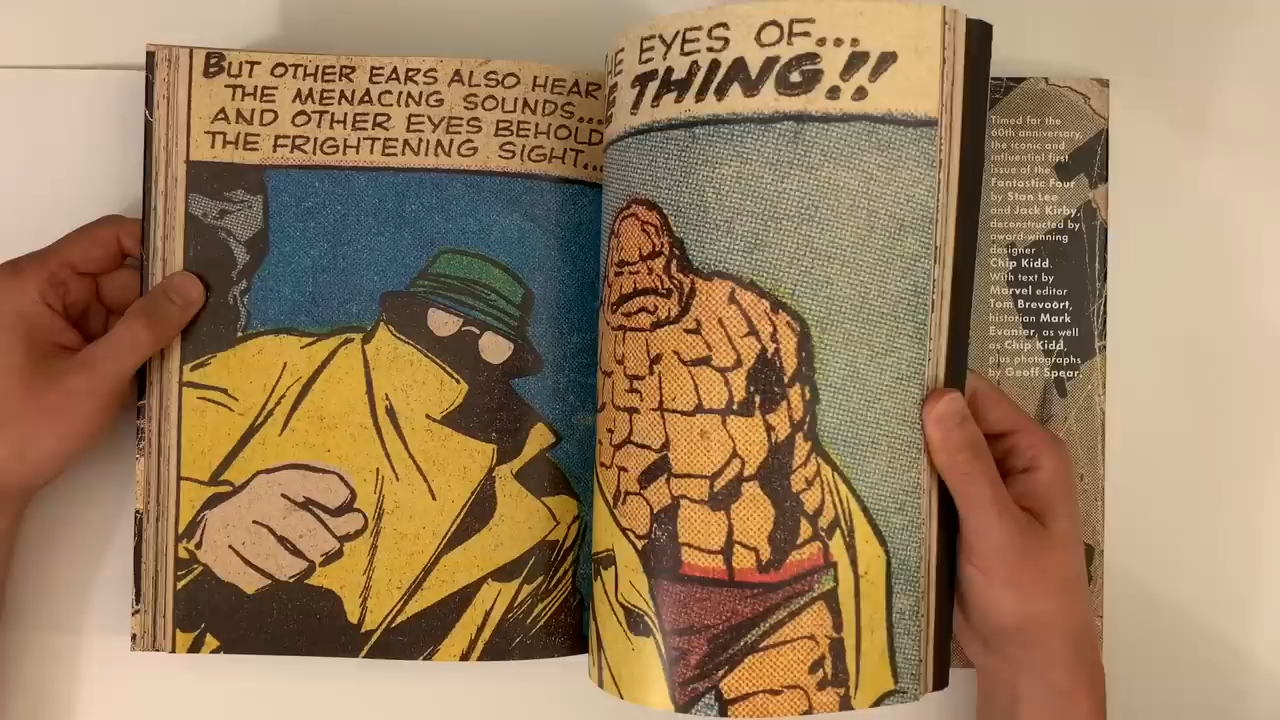 BUT OTHER EARS ALSO HEAR
THE MENACING SOUNDS...
AND OTHER EYES BEHOLD
THE FRIGHTENING SIGHT...
EYES OF...
THING!!
Timed for the
60th anniversary,
the iconic and
influential first
issue of the
Fantastic Four
by Stan Lee
and Jack Kirby,
deconstructed by
award-winning
designer
Chip Kidd.
With text by
Marvel editor
Tom Brevoort,
historian Mark
Evanier, as well
as Chip Kidd,
plus photographs
by Geoff Spear.